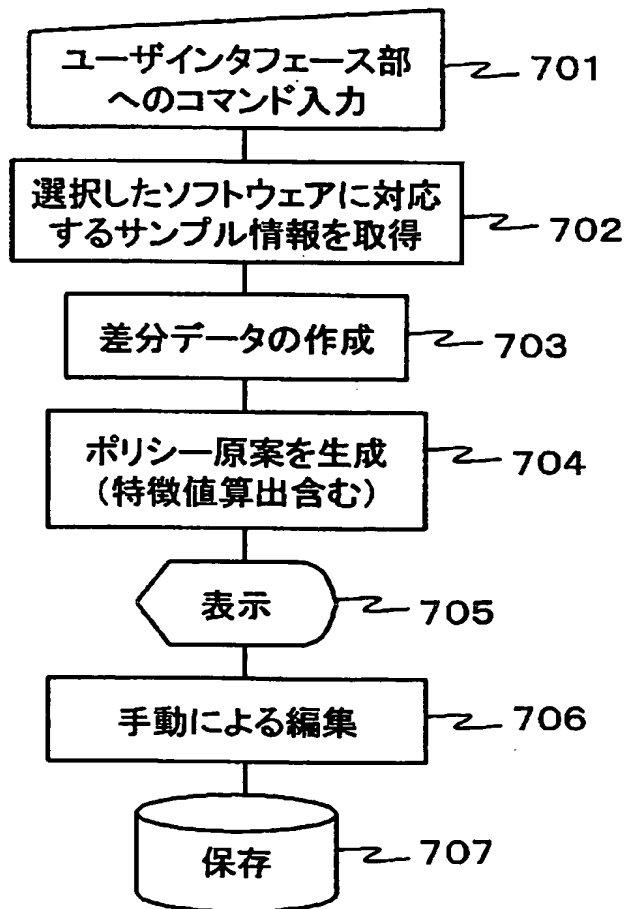 ユーザインタフェース部
へのコマンド入力
701
選択したソフトウェアに対応
するサンプル情報を取得
702
差分データの作成
703
ポリシー原案を生成
(特徴値算出含む)
704
表示
705
手動による編集
706
保存
707